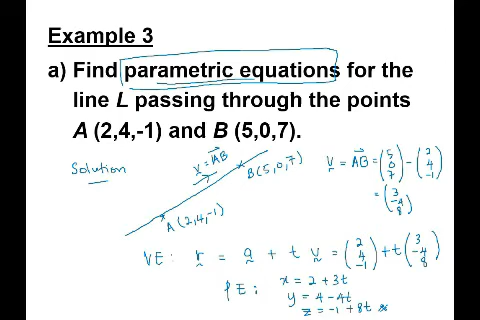 Example 3
a) Find parametric equations for the
line L passing through the points
A (2,4,-1) and B (5,0,7).
Solution
v = AB
B(5,0,7)
A(2,4,-1)
v = AB = (5 0 7) - (2 4 -1)
= (3 -4 8)
VE: r = a + t v = (2 4 -1) + t(3 -4 8)
PE: x = 2 + 3t
y = 4 - 4t
z = -1 + 8t